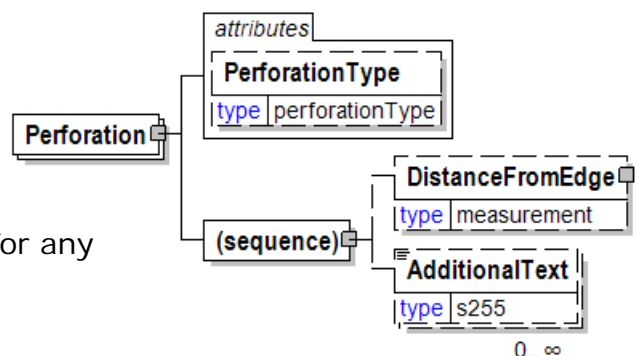 attributes
PerforationType
type perforationType
Perforation
DistanceFromEdge
type measurement
or any
(sequence)
AdditionalText
type s255
0..∞